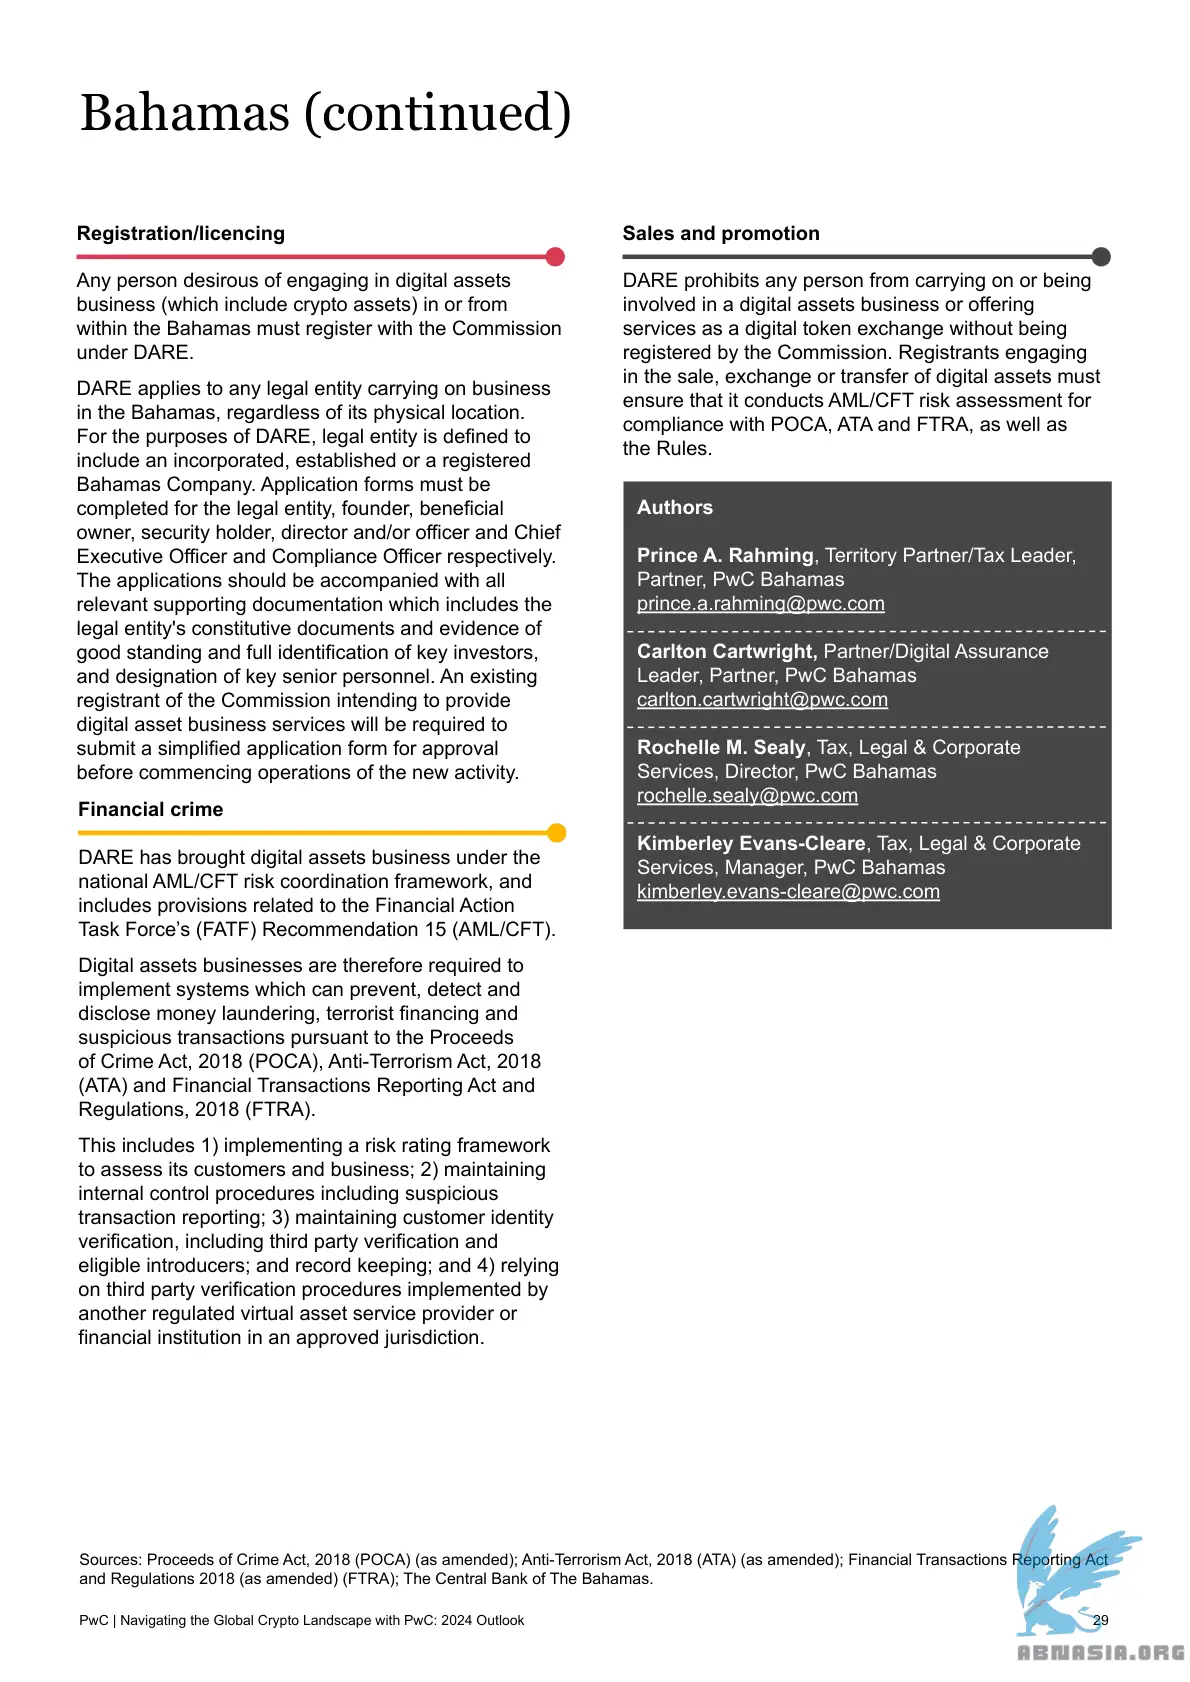 Bahamas (continued)
Registration/licencing
Any person desirous of engaging in digital assets
business (which include crypto assets) in or from
within the Bahamas must register with the Commission
under DARE.
DARE applies to any legal entity carrying on business
in the Bahamas, regardless of its physical location.
For the purposes of DARE, legal entity is defined to
include an incorporated, established or a registered
Bahamas Company. Application forms must be
completed for the legal entity, founder, beneficial
owner, security holder, director and/or officer and Chief
Executive Officer and Compliance Officer respectively.
The applications should be accompanied with all
relevant supporting documentation which includes the
legal entity's constitutive documents and evidence of
good standing and full identification of key investors,
and designation of key senior personnel. An existing
registrant of the Commission intending to provide
digital asset business services will be required to
submit a simplified application form for approval
before commencing operations of the new activity.
Financial crime
DARE has brought digital assets business under the
national AML/CFT risk coordination framework, and
includes provisions related to the Financial Action
Task Force’s (FATF) Recommendation 15 (AML/CFT).
Digital assets businesses are therefore required to
implement systems which can prevent, detect and
disclose money laundering, terrorist financing and
suspicious transactions pursuant to the Proceeds
of Crime Act, 2018 (POCA), Anti-Terrorism Act, 2018
(ATA) and Financial Transactions Reporting Act and
Regulations, 2018 (FTRA).
This includes 1) implementing a risk rating framework
to assess its customers and business; 2) maintaining
internal control procedures including suspicious
transaction reporting; 3) maintaining customer identity
verification, including third party verification and
eligible introducers; and record keeping; and 4) relying
on third party verification procedures implemented by
another regulated virtual asset service provider or
financial institution in an approved jurisdiction.
Sales and promotion
DARE prohibits any person from carrying on or being
involved in a digital assets business or offering
services as a digital token exchange without being
registered by the Commission. Registrants engaging
in the sale, exchange or transfer of digital assets must
ensure that it conducts AML/CFT risk assessment for
compliance with POCA, ATA and FTRA, as well as
the Rules.
Authors
Prince A. Rahming, Territory Partner/Tax Leader,
Partner, PwC Bahamas
prince.a.rahming@pwc.com
Carlton Cartwright, Partner/Digital Assurance
Leader, Partner, PwC Bahamas
carlton.cartwright@pwc.com
Rochelle M. Sealy, Tax, Legal & Corporate
Services, Director, PwC Bahamas
rochelle.sealy@pwc.com
Kimberley Evans-Cleare, Tax, Legal & Corporate
Services, Manager, PwC Bahamas
kimberley.evans-cleare@pwc.com
Sources: Proceeds of Crime Act, 2018 (POCA) (as amended); Anti-Terrorism Act, 2018 (ATA) (as amended); Financial Transactions Reporting Act
and Regulations 2018 (as amended) (FTRA); The Central Bank of The Bahamas.
PwC | Navigating the Global Crypto Landscape with PwC: 2024 Outlook
29
ABNASIA.ORG